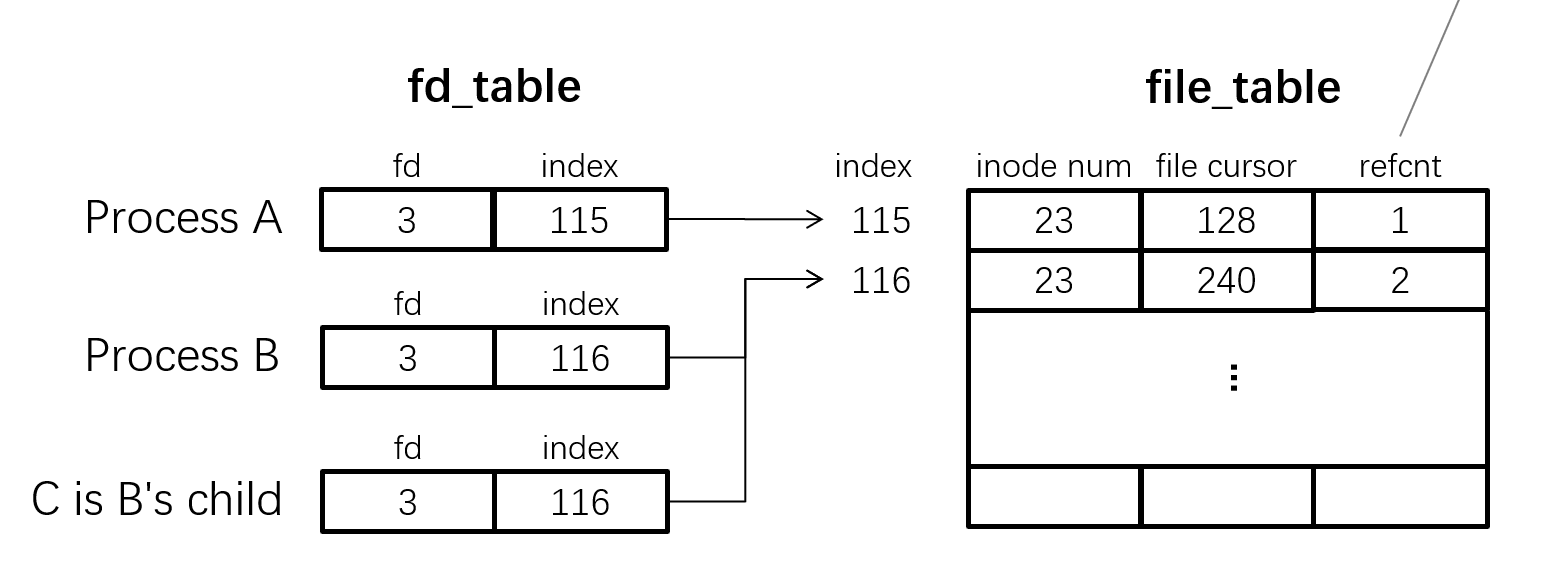 fd_table file_table
fd index index inode num file cursor refcnt
Process A 3 115 115 23 128 1
116 23 240 2
fd index
Process B 3 116
⋮
fd index
C is B's child 3 116